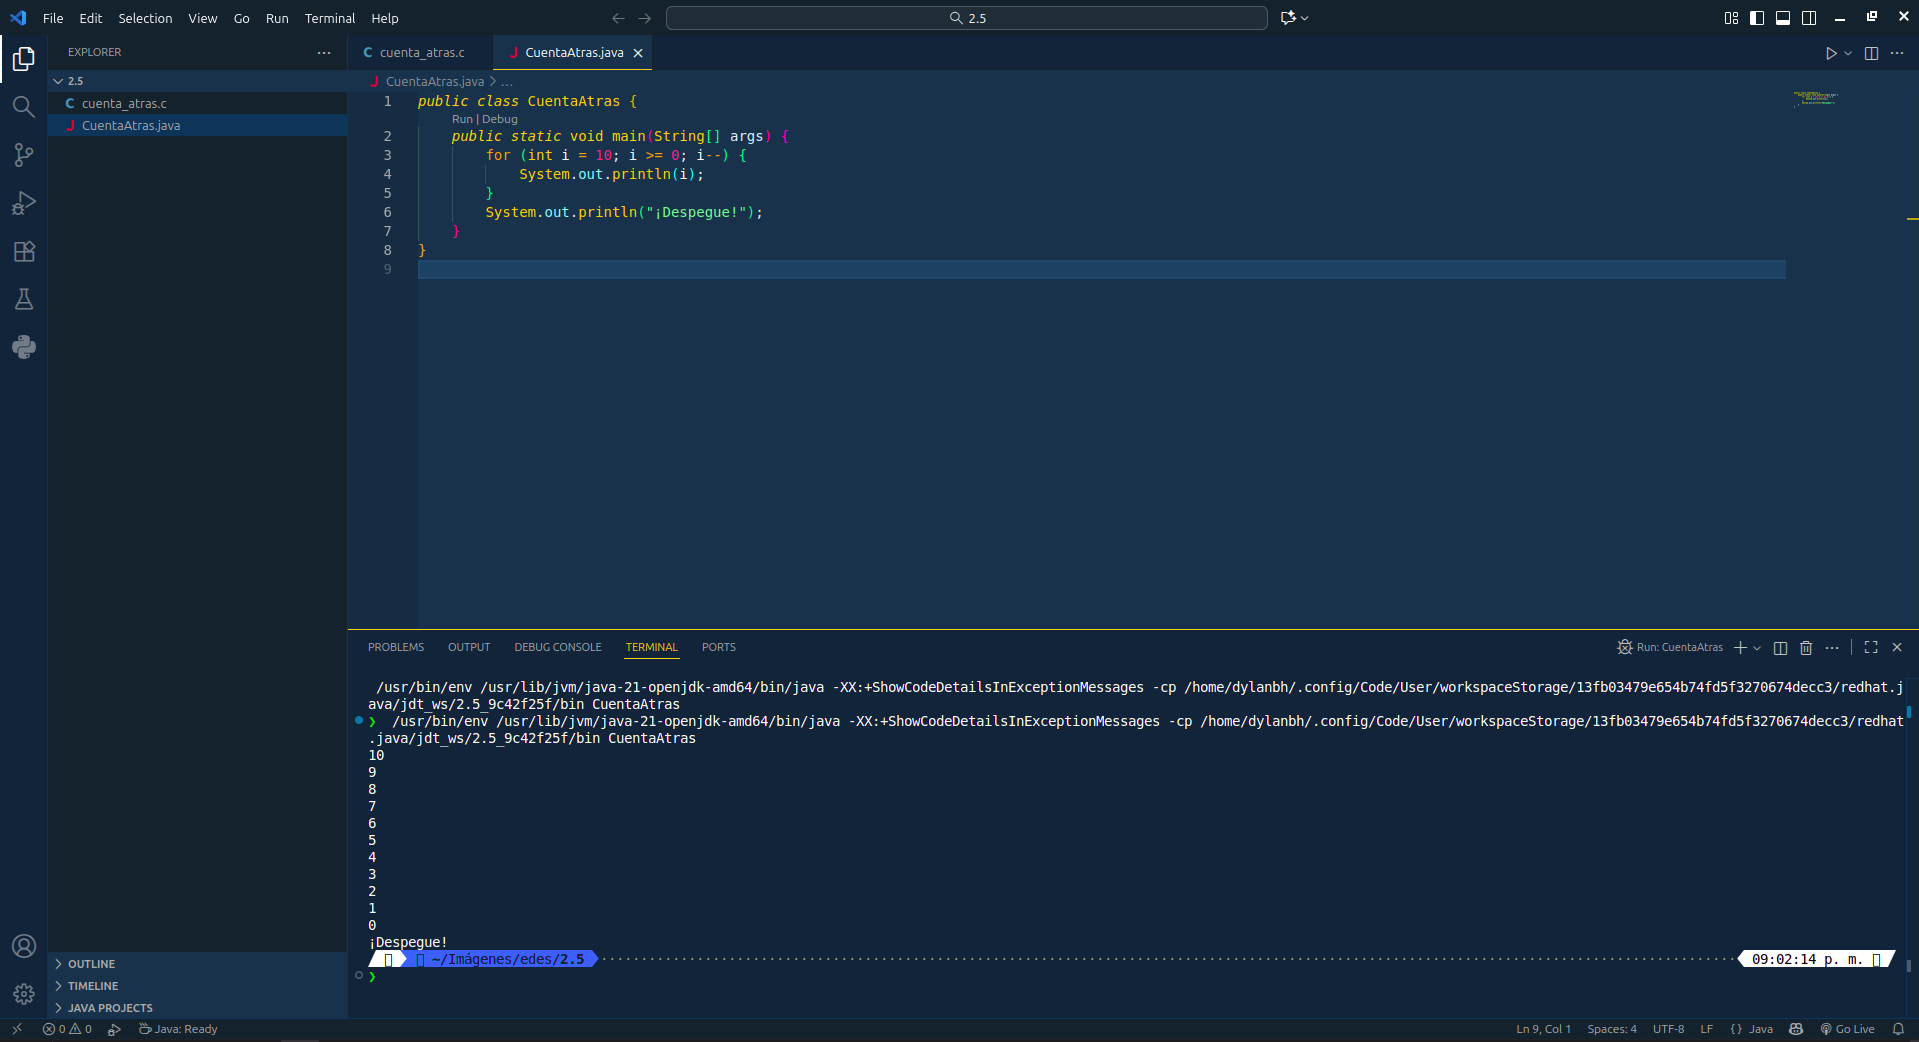 File Edit Selection View Go Run Terminal Help
2.5
EXPLORER
2.5
cuenta_atras.c
CuentaAtras.java
OUTLINE
TIMELINE
JAVA PROJECTS
cuenta_atras.c CuentaAtras.java
CuentaAtras.java > ...
1 public class CuentaAtras {
Run | Debug
2 public static void main(String[] args) {
3 for (int i = 10; i >= 0; i--) {
4 System.out.println(i);
5 }
6 System.out.println("¡Despegue!");
7 }
8 }
9
PROBLEMS OUTPUT DEBUG CONSOLE TERMINAL PORTS
Run: CuentaAtras
/usr/bin/env /usr/lib/jvm/java-21-openjdk-amd64/bin/java -XX:+ShowCodeDetailsInExceptionMessages -cp /home/dylanbh/.config/Code/User/workspaceStorage/13fb03479e654b74fd5f3270674decc3/redhat.j
ava/jdt_ws/2.5_9c42f25f/bin CuentaAtras
❯ /usr/bin/env /usr/lib/jvm/java-21-openjdk-amd64/bin/java -XX:+ShowCodeDetailsInExceptionMessages -cp /home/dylanbh/.config/Code/User/workspaceStorage/13fb03479e654b74fd5f3270674decc3/redhat
.java/jdt_ws/2.5_9c42f25f/bin CuentaAtras
10
9
8
7
6
5
4
3
2
1
0
¡Despegue!
~/Imágenes/edes/2.5 09:02:14 p. m.
❯
0 0 Java: Ready
Ln 9, Col 1 Spaces: 4 UTF-8 LF {} Java Go Live